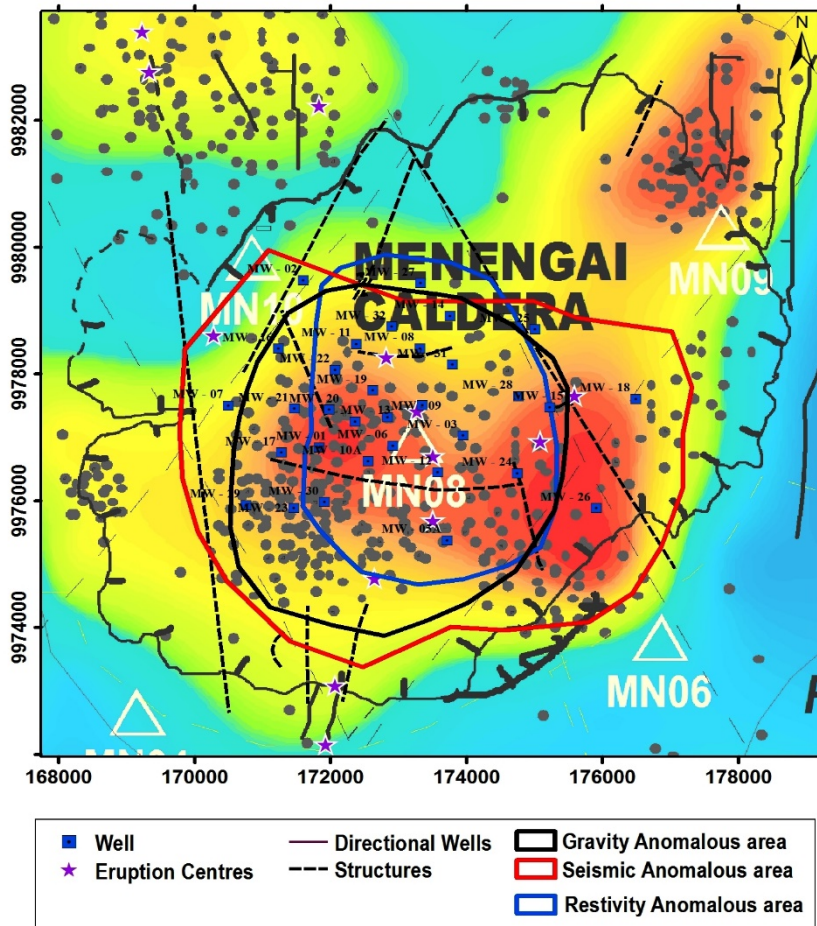 N
9982000
9980000
9978000
9976000
9974000
MENENGAI
CALDERA
MN10
MN09
MN08
MN06
MW - 02
MW - 27
MW - 32
MW - 11
MW - 08
MW - 22
MW - 19
MW - 28
MW - 07
MW - 21
MW - 20
MW - 13
MW - 09
MW - 15
MW - 18
MW - 03
MW - 17
MW - 01
MW - 06
MW - 10A
MW - 12
MW - 24
MW - 30
MW - 23
MW - 26
MW - 05A
168000 170000 172000 174000 176000 178000
Well
Directional Wells
Gravity Anomalous area
Eruption Centres
Structures
Seismic Anomalous area
Restivity Anomalous area